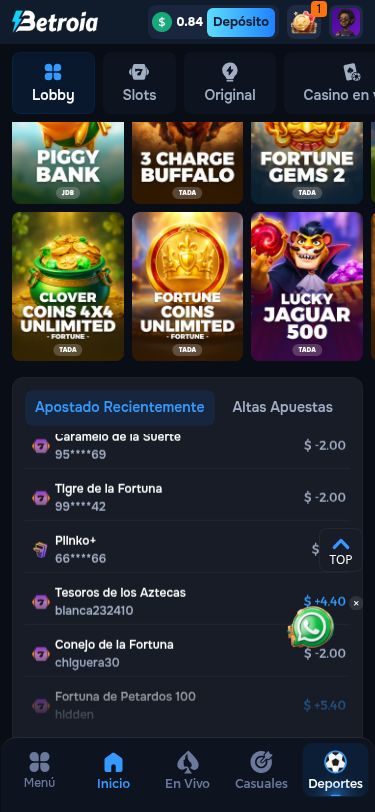 Betroia
$ 0.84 Depósito
1
Lobby
Slots
Original
Casino en v
PIGGY
BANK
JDB
3 CHARGE
BUFFALO
TADA
FORTUNE
GEMS 2
TADA
CLOVER
COINS 4X4
UNLIMITED
- FORTUNE -
TADA
FORTUNE
COINS
UNLIMITED
- FORTUNE -
TADA
LUCKY
JAGUAR
500
TADA
Apostado Recientemente
Altas Apuestas
Caramelo de la Suerte
95****69
$ -2.00
Tigre de la Fortuna
99****42
$ -2.00
Plinko+
66****66
$
TOP
Tesoros de los Aztecas
blanca232410
$ +4.40
×
Conejo de la Fortuna
chiguera30
$ -2.00
Fortuna de Petardos 100
hidden
$ +5.40
Menú
Inicio
En Vivo
Casuales
Deportes